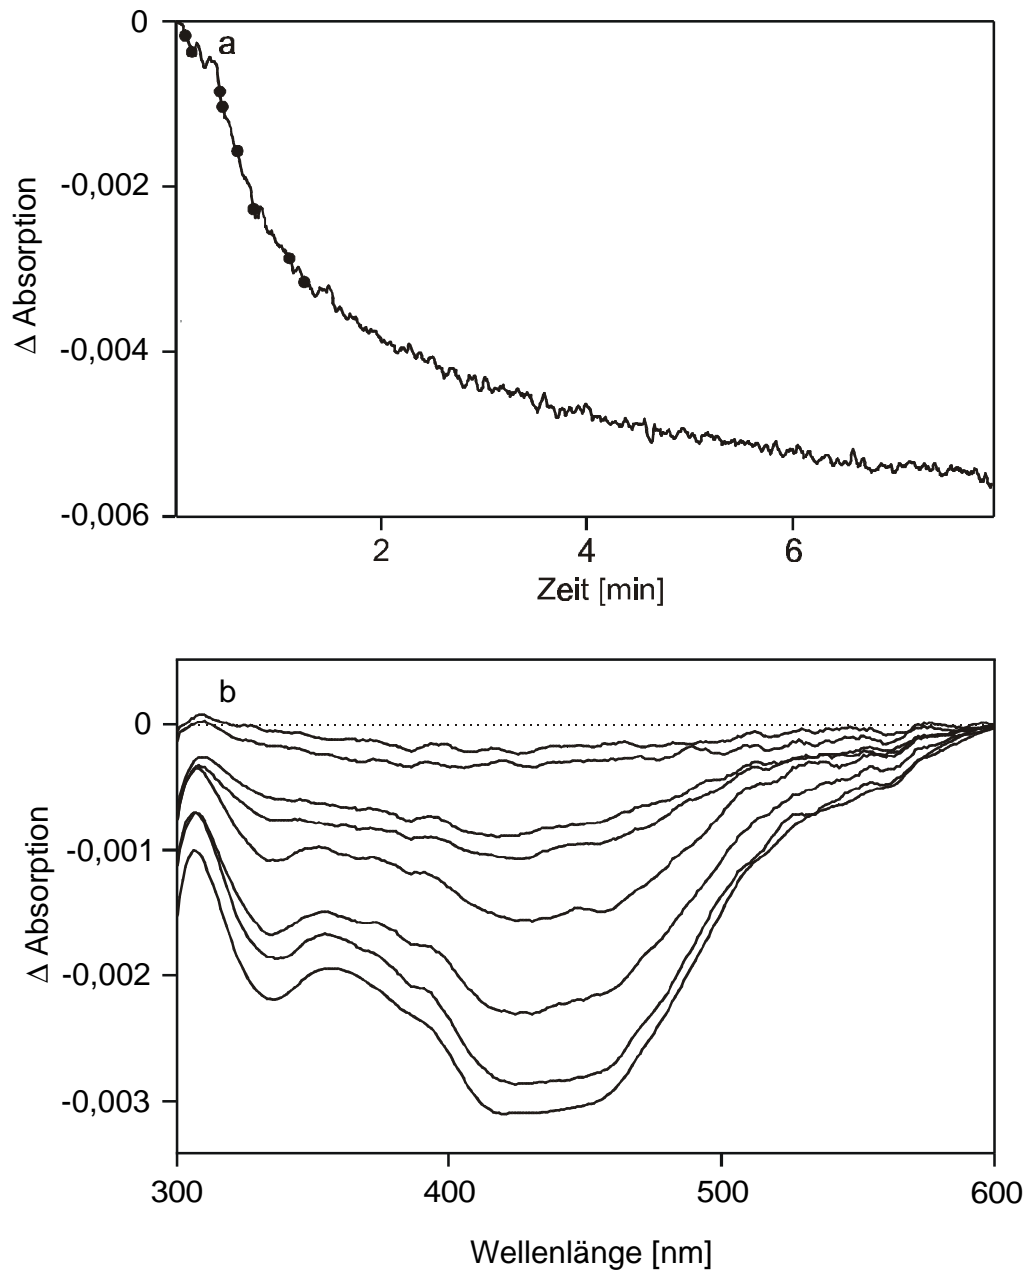 0
a
-0,002
-0,004
-0,006
Δ Absorption
2 4 6
Zeit [min]
b
0
-0,001
-0,002
-0,003
Δ Absorption
300 400 500 600
Wellenlänge [nm]